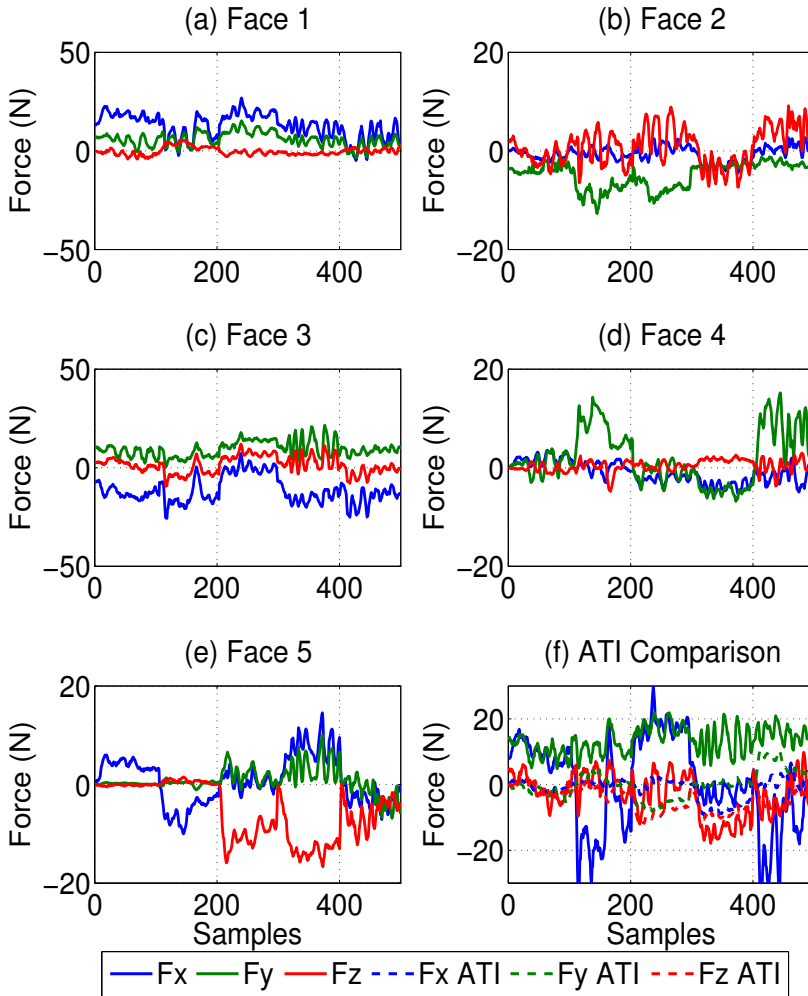 (a) Face 1
(b) Face 2
50
0
−50
Force (N)
0 200 400
20
0
−20
Force (N)
0 200 400
(c) Face 3
(d) Face 4
50
0
−50
Force (N)
0 200 400
20
0
−20
Force (N)
0 200 400
(e) Face 5
(f) ATI Comparison
20
0
−20
Force (N)
0 200 400
Samples
20
0
−20
Force (N)
0 200 400
Samples
Fx Fy Fz Fx ATI Fy ATI Fz ATI